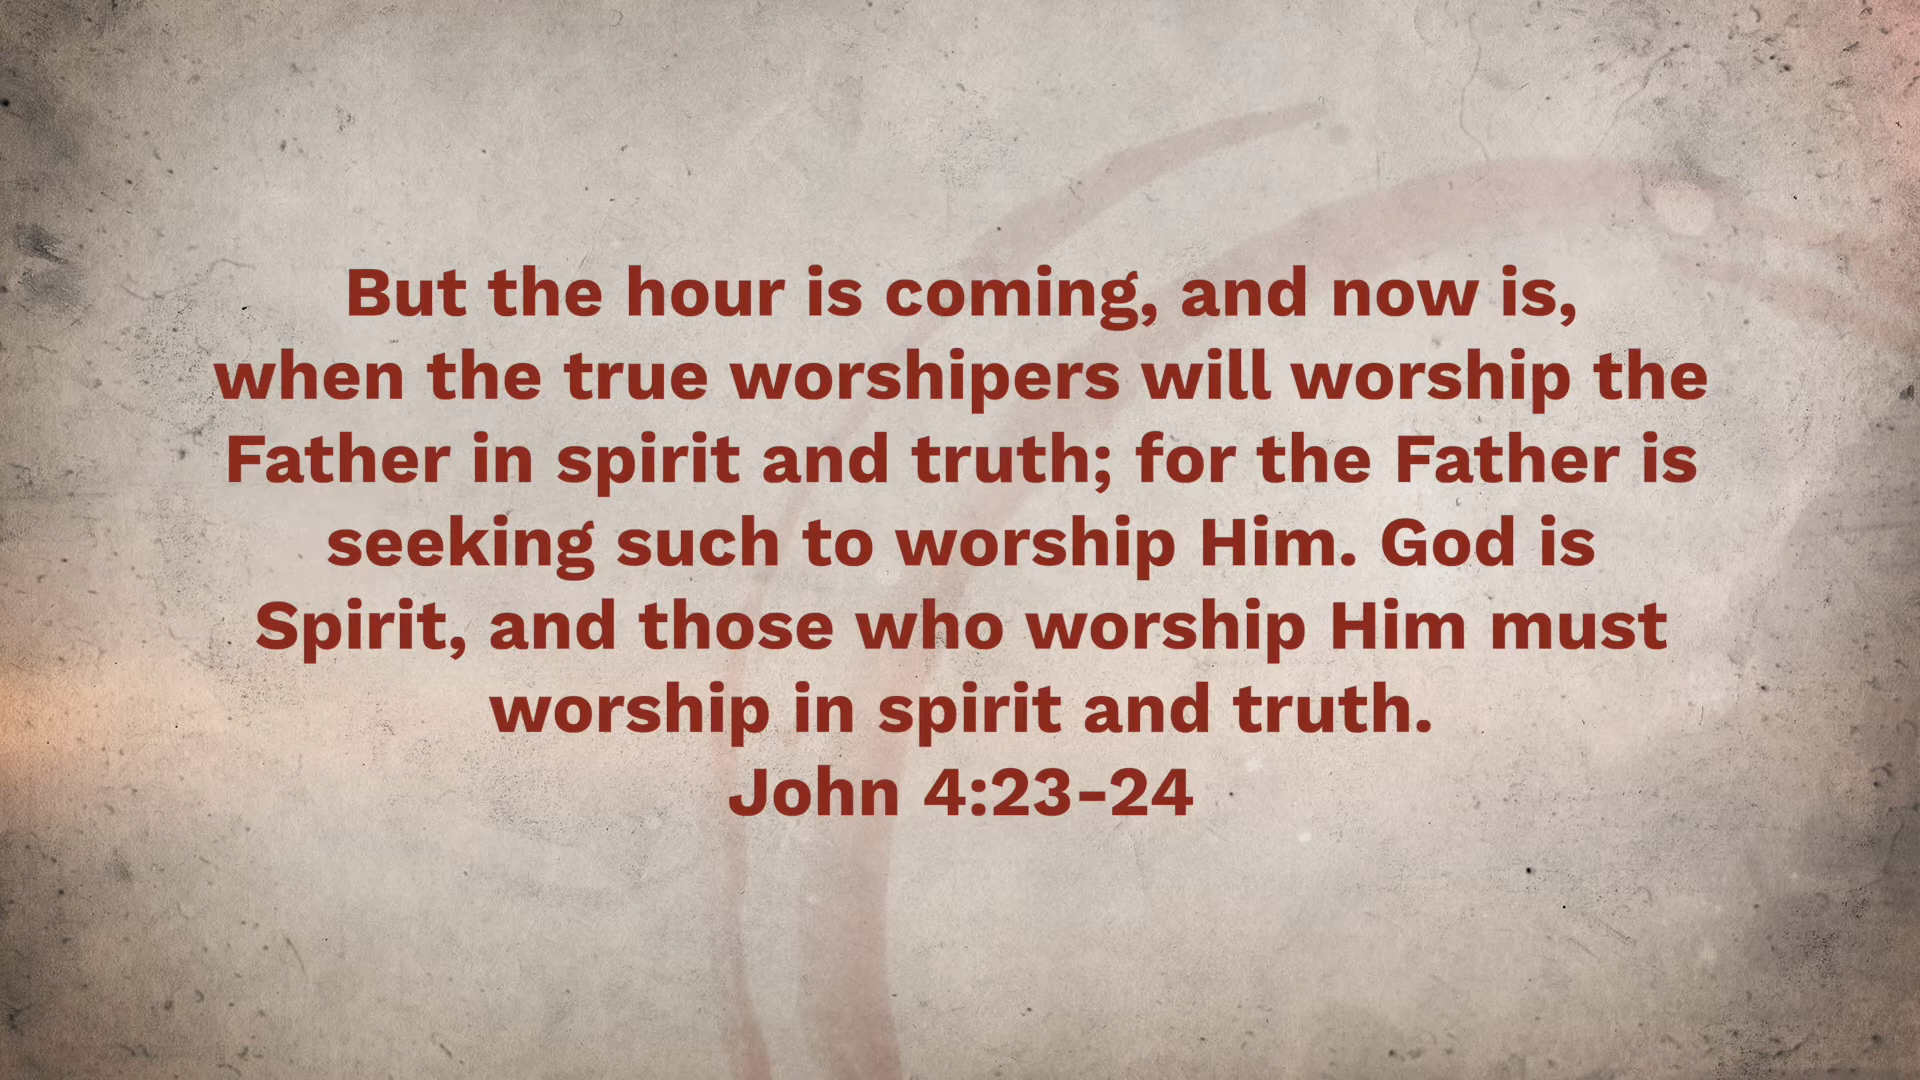 But the hour is coming, and now is,
when the true worshipers will worship the
Father in spirit and truth; for the Father is
seeking such to worship Him. God is
Spirit, and those who worship Him must
worship in spirit and truth.
John 4:23-24